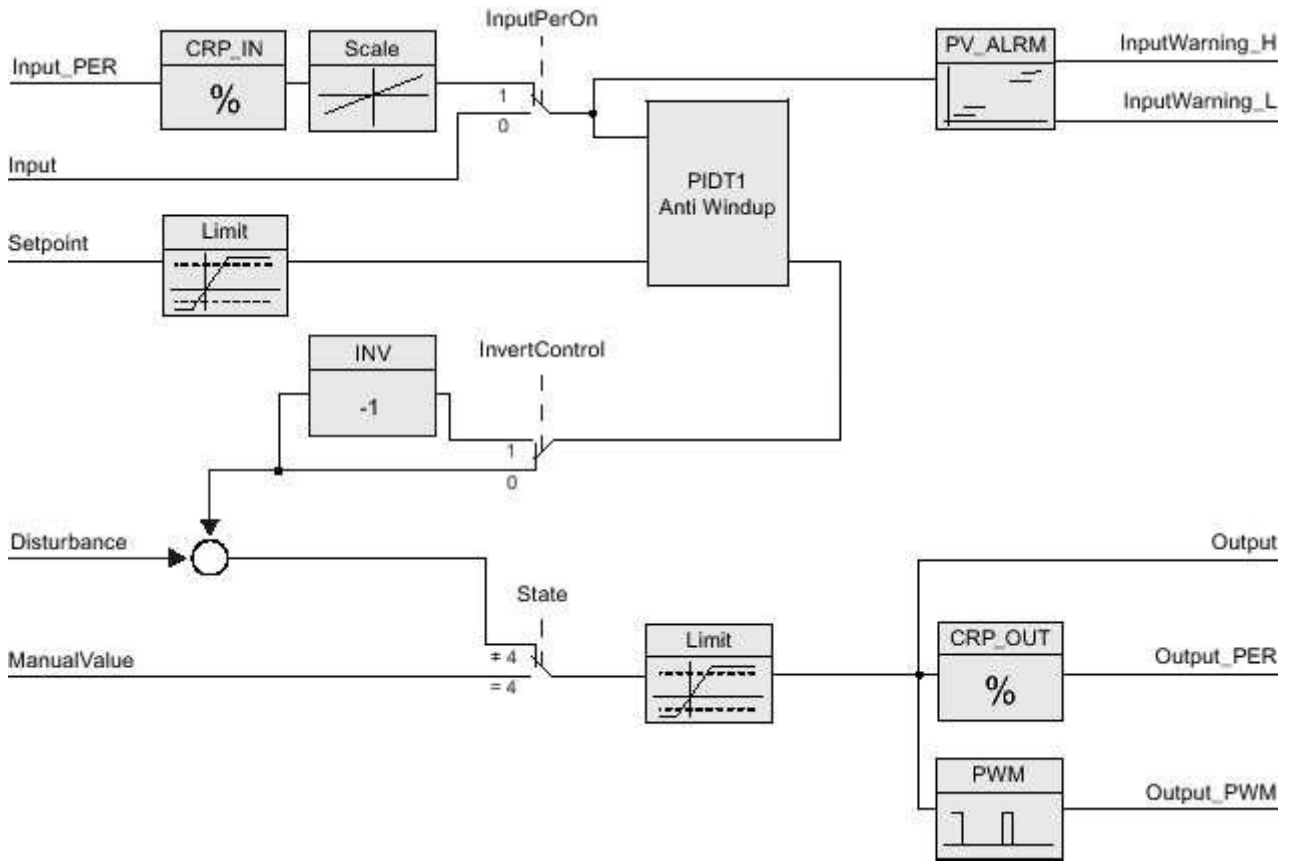 InputPerOn
CRP_IN
Scale
PV_ALRM
InputWarning_H
Input_PER
%
1
0
InputWarning_L
Input
PIDT1
Anti Windup
Setpoint
Limit
INV
InvertControl
-1
1
0
Disturbance
Output
State
ManualValue
≠ 4
= 4
Limit
CRP_OUT
Output_PER
%
PWM
Output_PWM